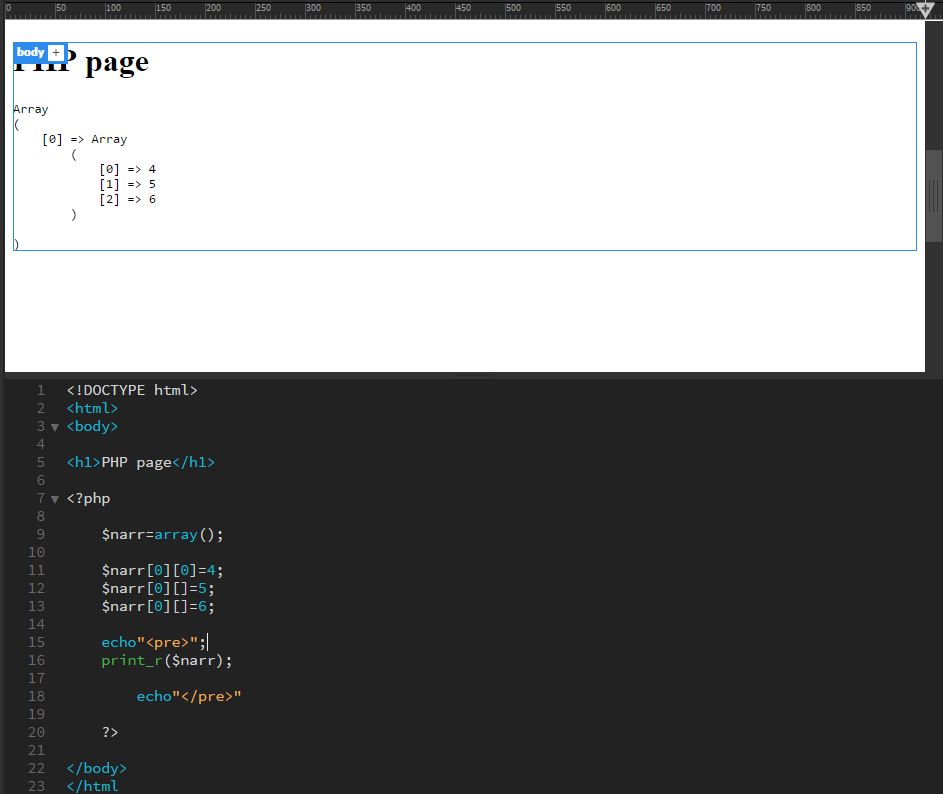 0 50 100 150 200 250 300 350 400 450 500 550 600 650 700 750 800 850 900
body +
PHP page
Array
(
    [0] => Array
        (
            [0] => 4
            [1] => 5
            [2] => 6
        )
)
1 <!DOCTYPE html>
2 <html>
3 <body>
4
5 <h1>PHP page</h1>
6
7 <?php
8
9     $narr=array();
10
11     $narr[0][0]=4;
12     $narr[0][]=5;
13     $narr[0][]=6;
14
15     echo"<pre>";
16     print_r($narr);
17
18         echo"</pre>"
19
20     ?>
21
22 </body>
23 </html